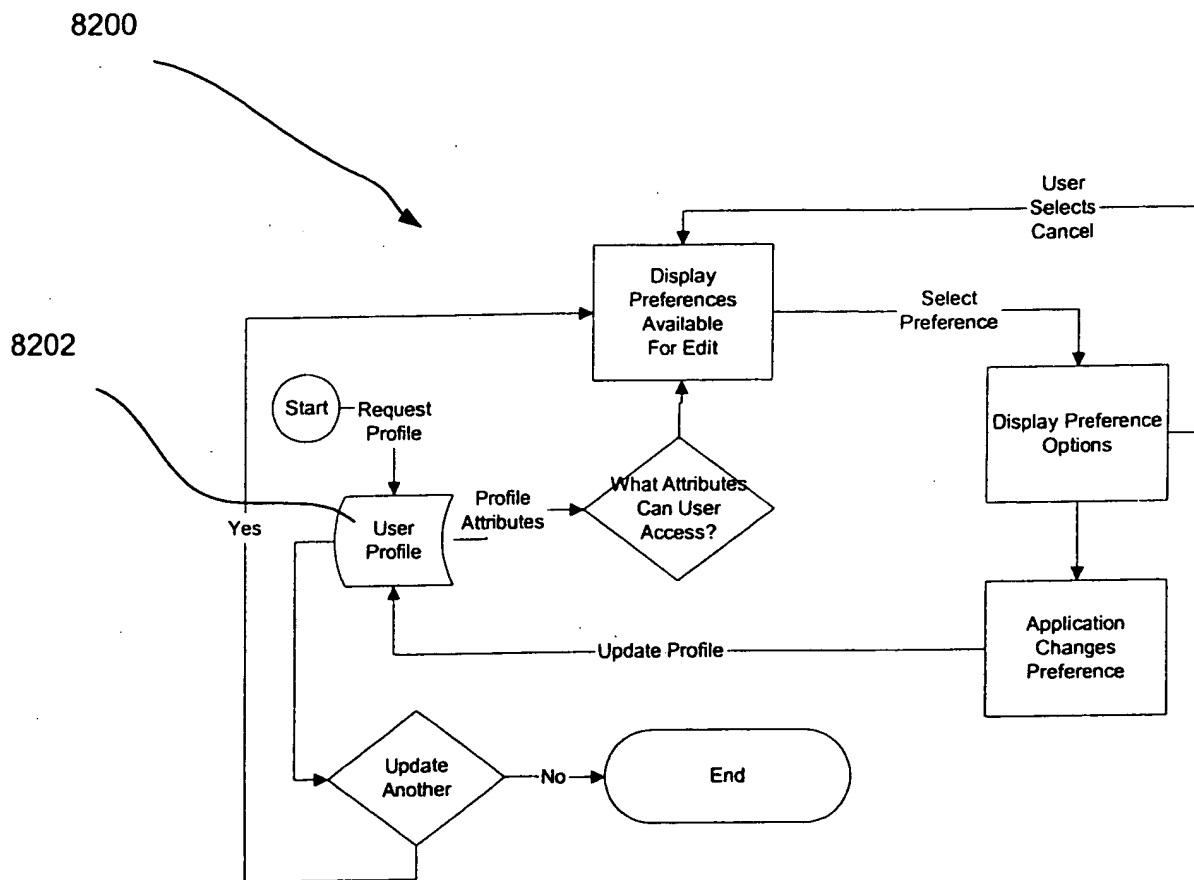 8200
User
Selects
Cancel
Display
Preferences
Available
For Edit
Select
Preference
8202
Start
Request
Profile
Display Preference
Options
What Attributes
Can User
Access?
Profile
Attributes
User
Profile
Yes
Application
Changes
Preference
Update Profile
Update
Another
No
End